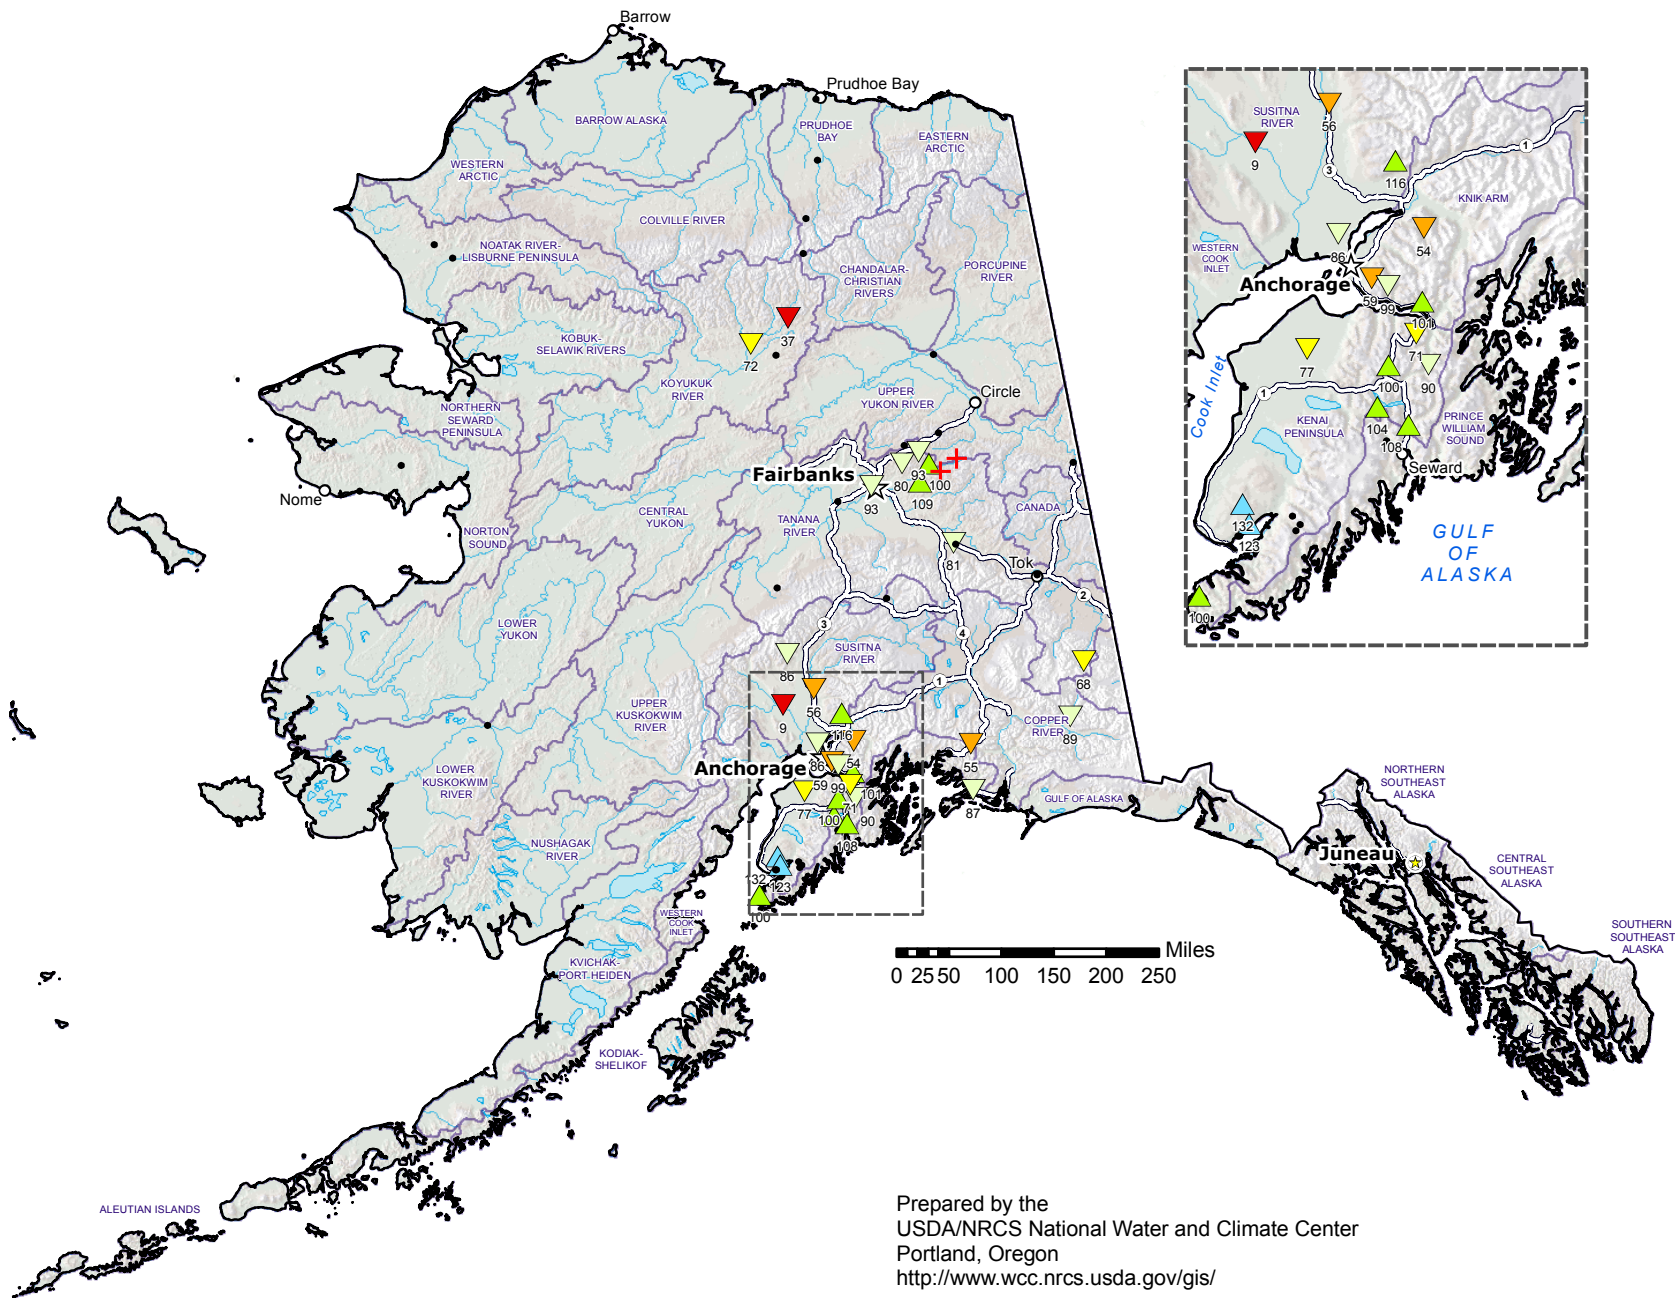 Barrow
Prudhoe Bay
BARROW ALASKA
PRUDHOE
BAY
EASTERN
ARCTIC
WESTERN
ARCTIC
COLVILLE RIVER
NOATAK RIVER-
LISBURNE PENINSULA
CHANDALAR-
CHRISTIAN
RIVERS
PORCUPINE
RIVER
37
72
KOBUK-
SELAWIK RIVERS
KOYUKUK
RIVER
UPPER
YUKON RIVER
Circle
NORTHERN
SEWARD
PENINSULA
Nome
Fairbanks
93
80
100
109
93
CANADA
TANANA
RIVER
CENTRAL
YUKON
NORTON
SOUND
81
Tok
2
LOWER
YUKON
3
4
SUSITNA
RIVER
86
68
56
9
1
116
UPPER
KUSKOKWIM
RIVER
COPPER
RIVER
89
54
55
86
Anchorage
59
99
101
77
71
100
90
87
GULF OF ALASKA
108
LOWER
KUSKOKWIM
RIVER
NUSHAGAK
RIVER
132
123
100
WESTERN
COOK
INLET
KVICHAK-
PORT HEIDEN
KODIAK-
SHELIKOF
ALEUTIAN ISLANDS
NORTHERN
SOUTHEAST
ALASKA
Juneau
CENTRAL
SOUTHEAST
ALASKA
SOUTHERN
SOUTHEAST
ALASKA
Miles
0 25 50 100 150 200 250
SUSITNA
RIVER
56
9
3
116
1
KNIK ARM
54
WESTERN
COOK
INLET
86
Anchorage
59
99
101
71
77
100
90
Cook Inlet
1
KENAI
PENINSULA
104
PRINCE
WILLIAM
SOUND
108
Seward
132
123
100
GULF
OF
ALASKA
Prepared by the
USDA/NRCS National Water and Climate Center
Portland, Oregon
http://www.wcc.nrcs.usda.gov/gis/